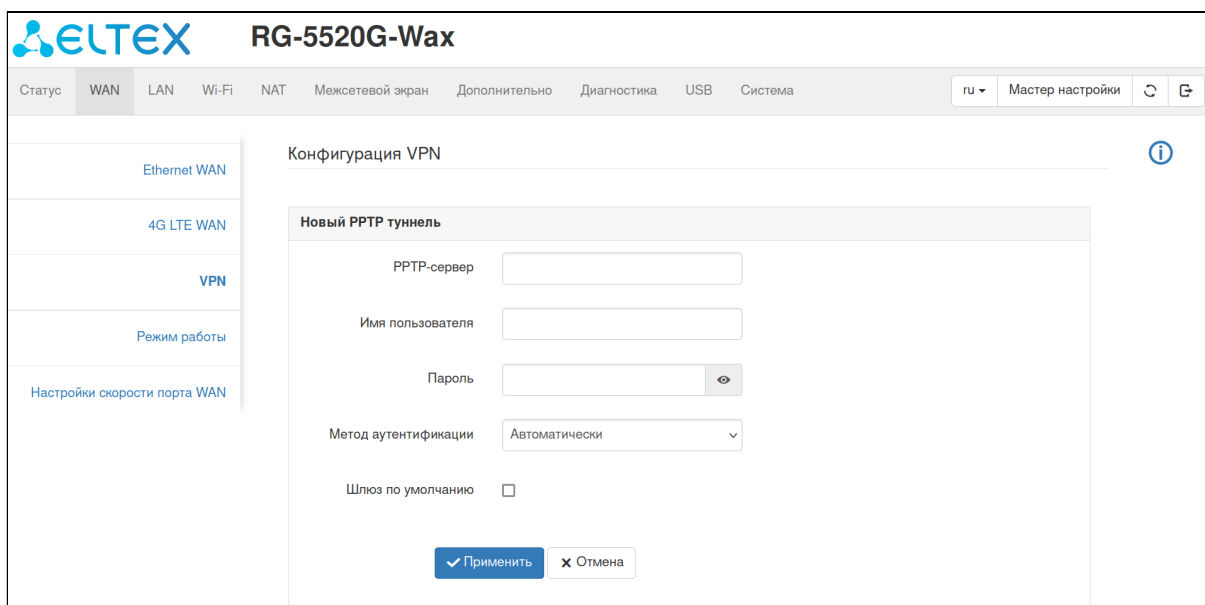 ELTEX RG-5520G-Wax
Статус WAN LAN Wi-Fi NAT Межсетевой экран Дополнительно Диагностика USB Система ru Мастер настройки
Ethernet WAN
4G LTE WAN
VPN
Режим работы
Настройки скорости порта WAN
Конфигурация VPN
Новый PPTP туннель
PPTP-сервер
Имя пользователя
Пароль
Метод аутентификации Автоматически
Шлюз по умолчанию
Применить Отмена